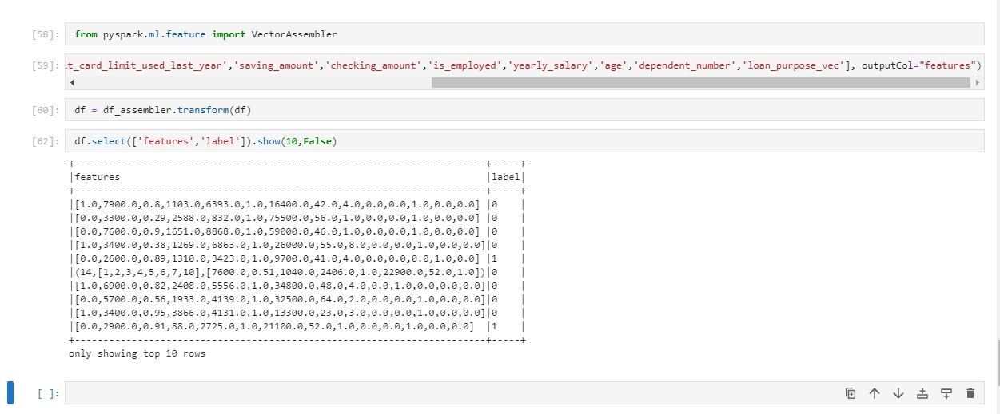 [58]: from pyspark.ml.feature import VectorAssembler
[59]: t_card_limit_used_last_year','saving_amount','checking_amount','is_employed','yearly_salary','age','dependent_number','loan_purpose_vec'], outputCol="features")
[60]: df = df_assembler.transform(df)
[62]: df.select(['features','label']).show(10,False)
+--------------------------------------------------------------------+-----+
|features                                                            |label|
+--------------------------------------------------------------------+-----+
|[1.0,7900.0,0.8,1103.0,6393.0,1.0,16400.0,42.0,4.0,0.0,0.0,1.0,0.0,0.0] |0    |
|[0.0,3300.0,0.29,2588.0,832.0,1.0,75500.0,56.0,1.0,0.0,0.0,1.0,0.0,0.0] |0    |
|[0.0,7600.0,0.9,1651.0,8868.0,1.0,59000.0,46.0,1.0,0.0,0.0,1.0,0.0,0.0] |0    |
|[1.0,3400.0,0.38,1269.0,6863.0,1.0,26000.0,55.0,8.0,0.0,0.0,1.0,0.0,0.0]|0    |
|[0.0,2600.0,0.89,1310.0,3423.0,1.0,9700.0,41.0,4.0,0.0,0.0,0.0,1.0,0.0] |1    |
|(14,[1,2,3,4,5,6,7,10],[7600.0,0.51,1040.0,2406.0,1.0,22900.0,52.0,1.0])|0    |
|[1.0,6900.0,0.82,2408.0,5556.0,1.0,34800.0,48.0,4.0,0.0,1.0,0.0,0.0,0.0]|0    |
|[0.0,5700.0,0.56,1933.0,4139.0,1.0,32500.0,64.0,2.0,0.0,0.0,1.0,0.0,0.0]|0    |
|[1.0,3400.0,0.95,3866.0,4131.0,1.0,13300.0,23.0,3.0,0.0,0.0,1.0,0.0,0.0]|0    |
|[0.0,2900.0,0.91,88.0,2725.0,1.0,21100.0,52.0,1.0,0.0,0.0,1.0,0.0,0.0]  |1    |
+--------------------------------------------------------------------+-----+
only showing top 10 rows
[ ]: